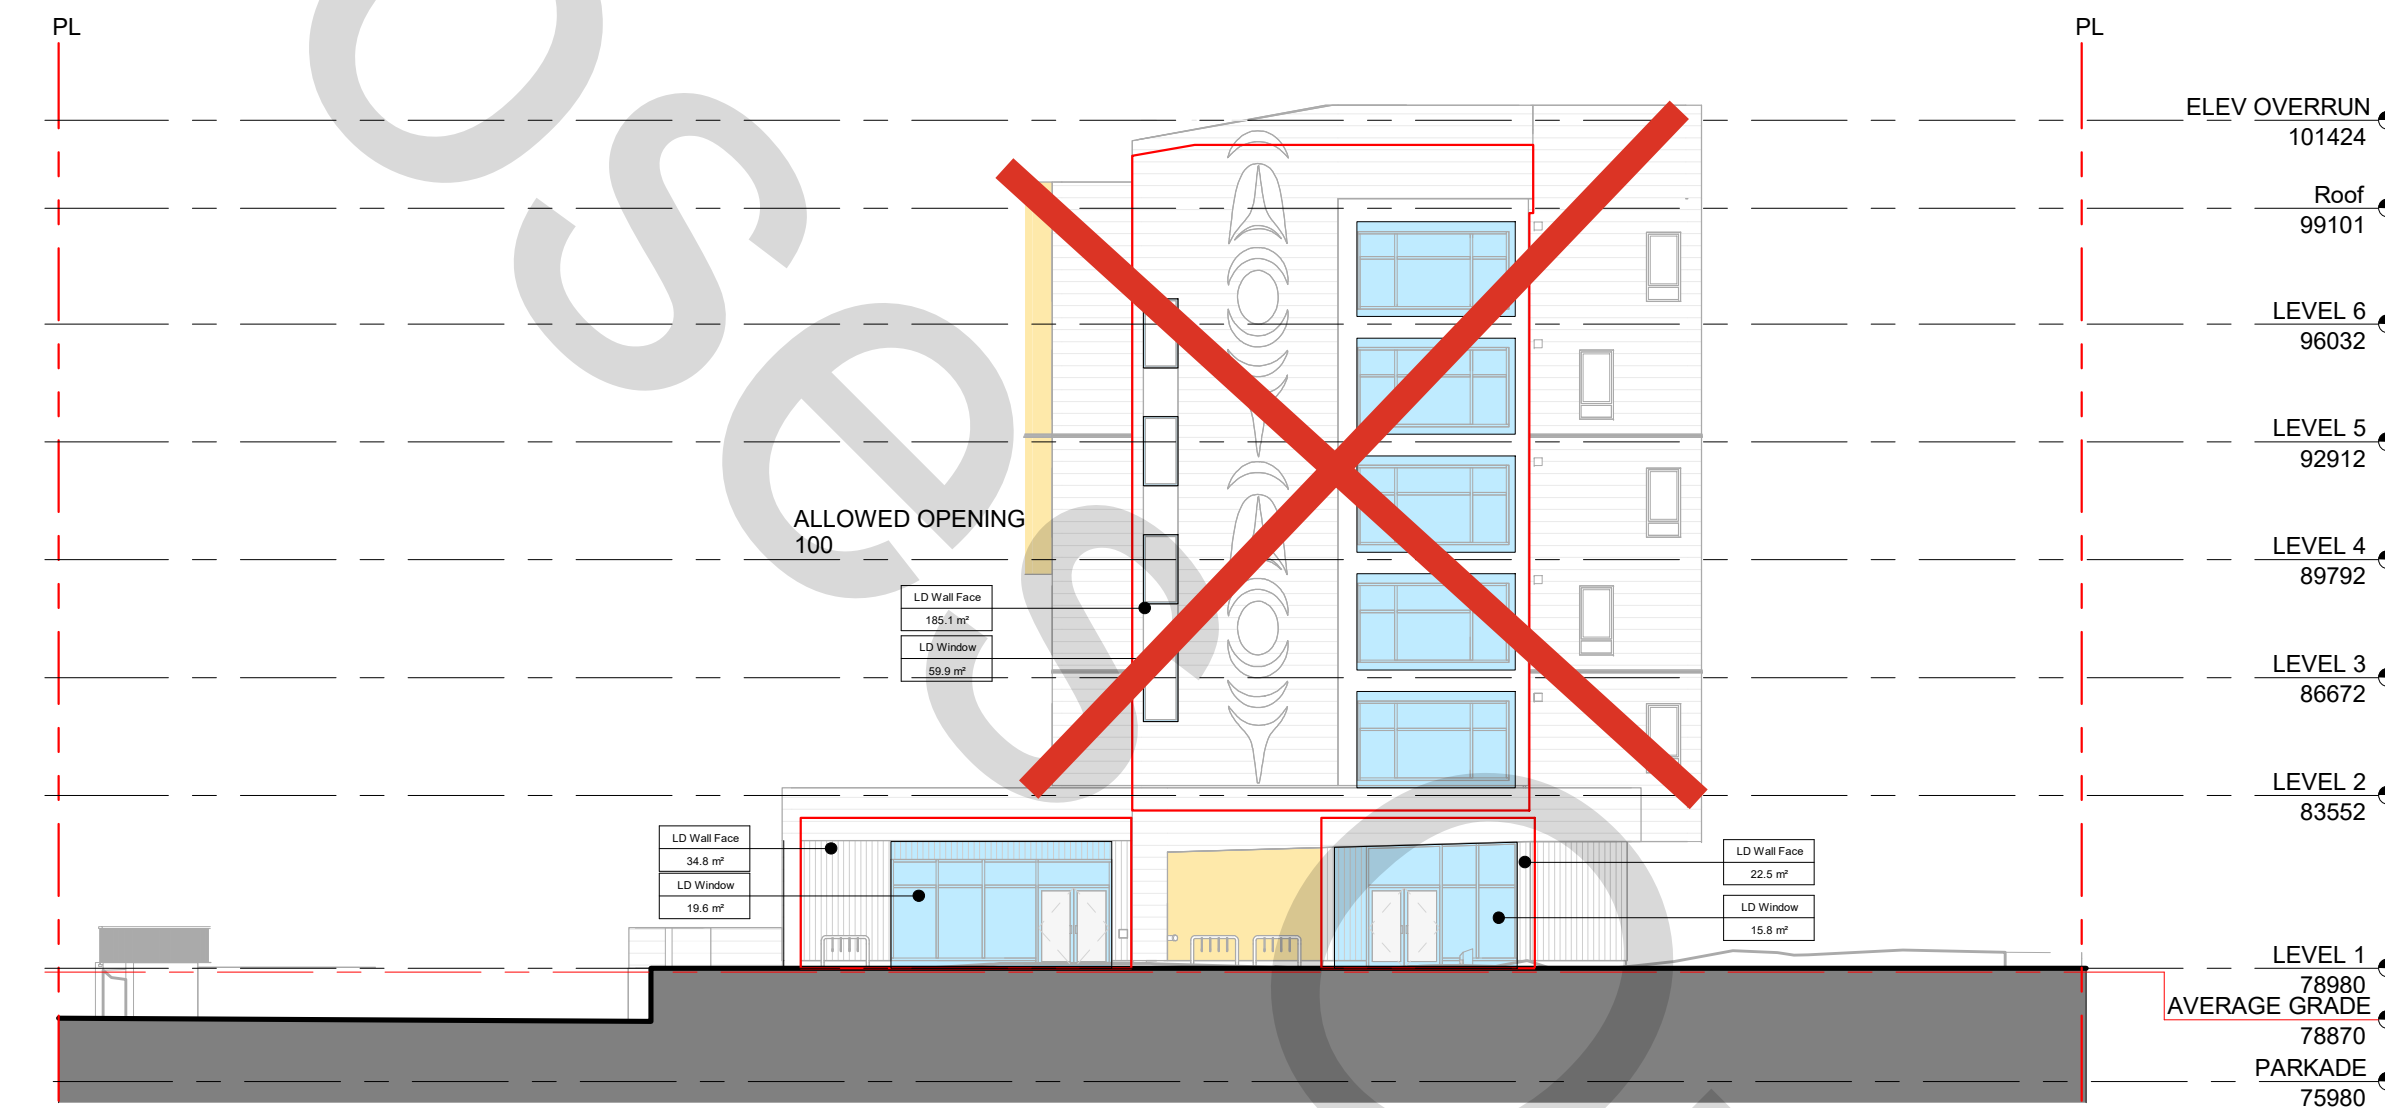 PL
PL
ELEV OVERRUN
101424
Roof
99101
LEVEL 6
96032
LEVEL 5
92912
ALLOWED OPENING
100
LEVEL 4
89792
LD Wall Face
185.1 m²
LD Window
59.9 m²
LEVEL 3
86672
LEVEL 2
83552
LD Wall Face
34.8 m²
LD Window
19.6 m²
LD Wall Face
22.5 m²
LD Window
15.8 m²
LEVEL 1
78980
AVERAGE GRADE
78870
PARKADE
75980
oses